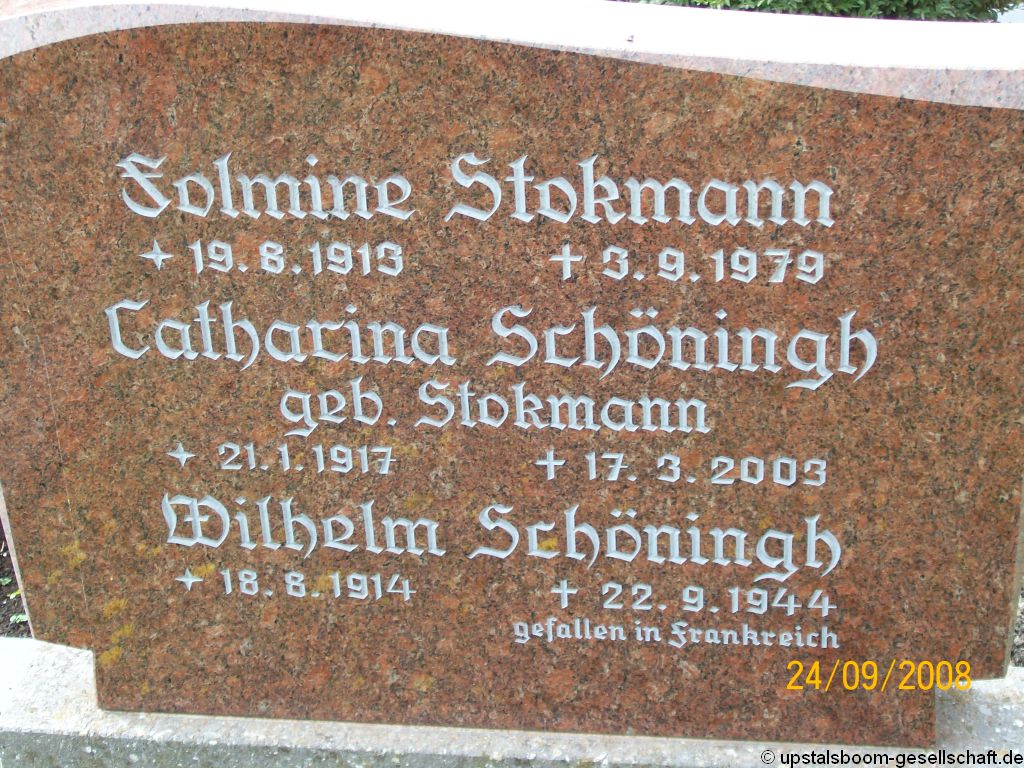 Folmine Stokmann
✦ 19.8.1913 † 3.9.1979
Catharina Schöningh
geb. Stokmann
✦ 21.1.1917 † 17.3.2003
Wilhelm Schöningh
✦ 18.8.1914 † 22.9.1944
gefallen in Frankreich
24/09/2008
© upstalsboom-gesellschaft.de